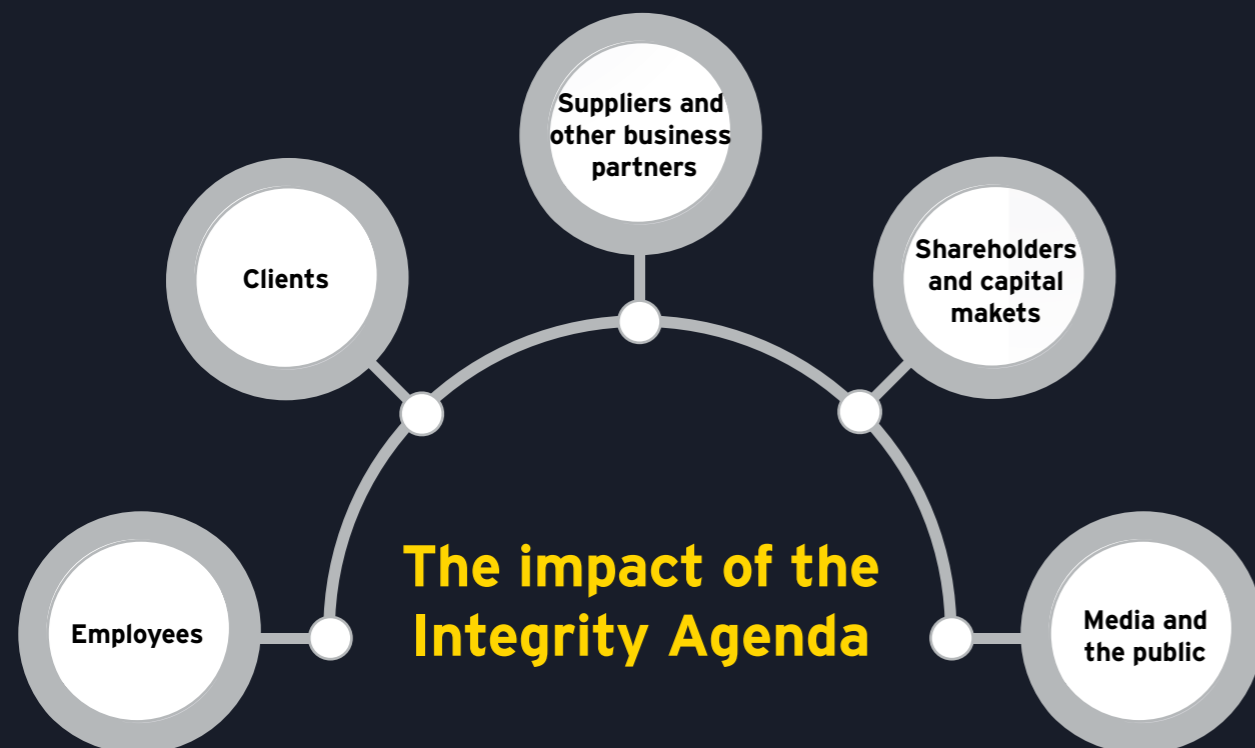 Suppliers and
other business
partners
Clients
Shareholders
and capital
makets
The impact of the
Integrity Agenda
Employees
Media and
the public